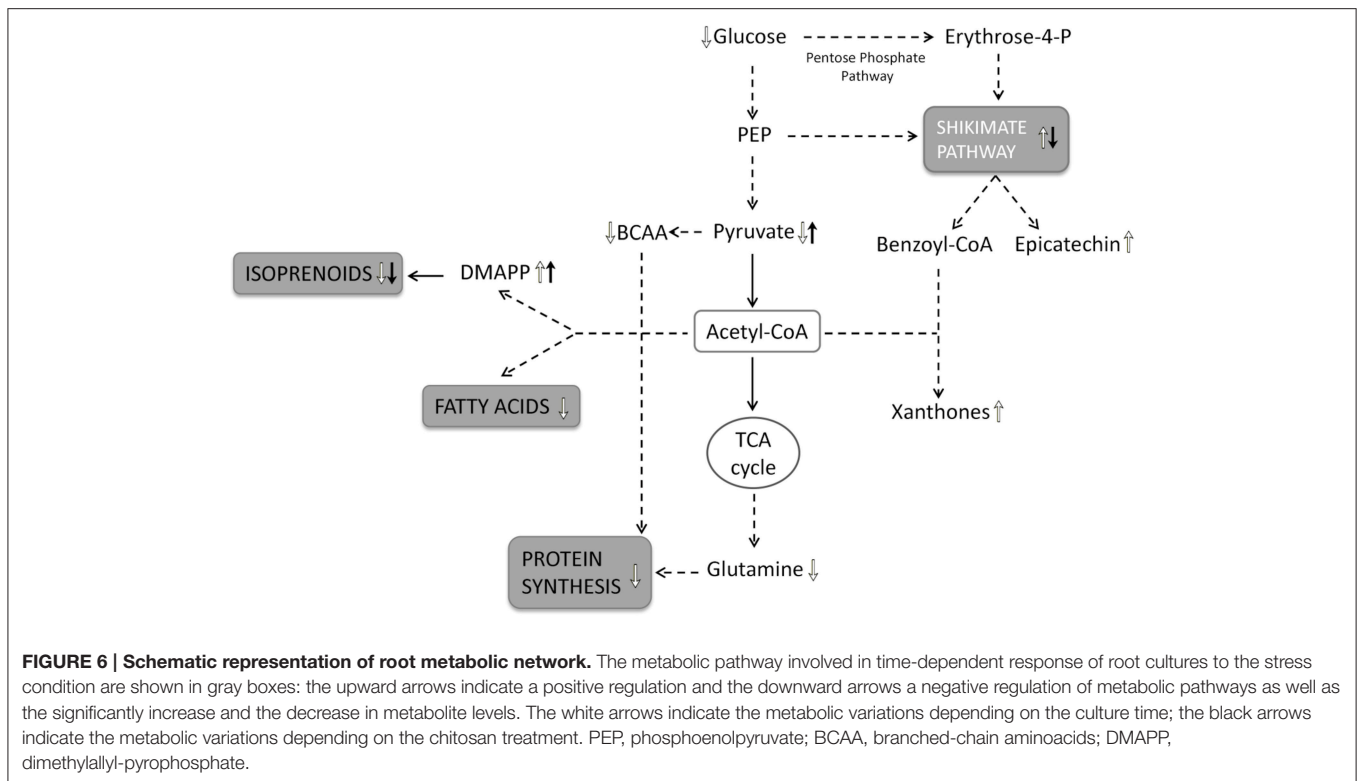 Glucose
Erythrose-4-P
Pentose Phosphate
Pathway
PEP
SHIKIMATE
PATHWAY
BCAA
Pyruvate
Benzoyl-CoA
Epicatechin
ISOPRENOIDS
DMAPP
Acetyl-CoA
FATTY ACIDS
Xanthones
TCA
cycle
PROTEIN
SYNTHESIS
Glutamine
FIGURE 6 | Schematic representation of root metabolic network. The metabolic pathway involved in time-dependent response of root cultures to the stress
condition are shown in gray boxes: the upward arrows indicate a positive regulation and the downward arrows a negative regulation of metabolic pathways as well as
the significantly increase and the decrease in metabolite levels. The white arrows indicate the metabolic variations depending on the culture time; the black arrows
indicate the metabolic variations depending on the chitosan treatment. PEP, phosphoenolpyruvate; BCAA, branched-chain aminoacids; DMAPP,
dimethylallyl-pyrophosphate.